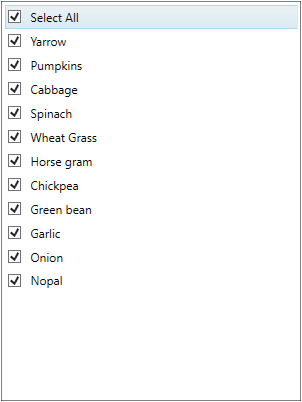 Select All
Yarrow
Pumpkins
Cabbage
Spinach
Wheat Grass
Horse gram
Chickpea
Green bean
Garlic
Onion
Nopal